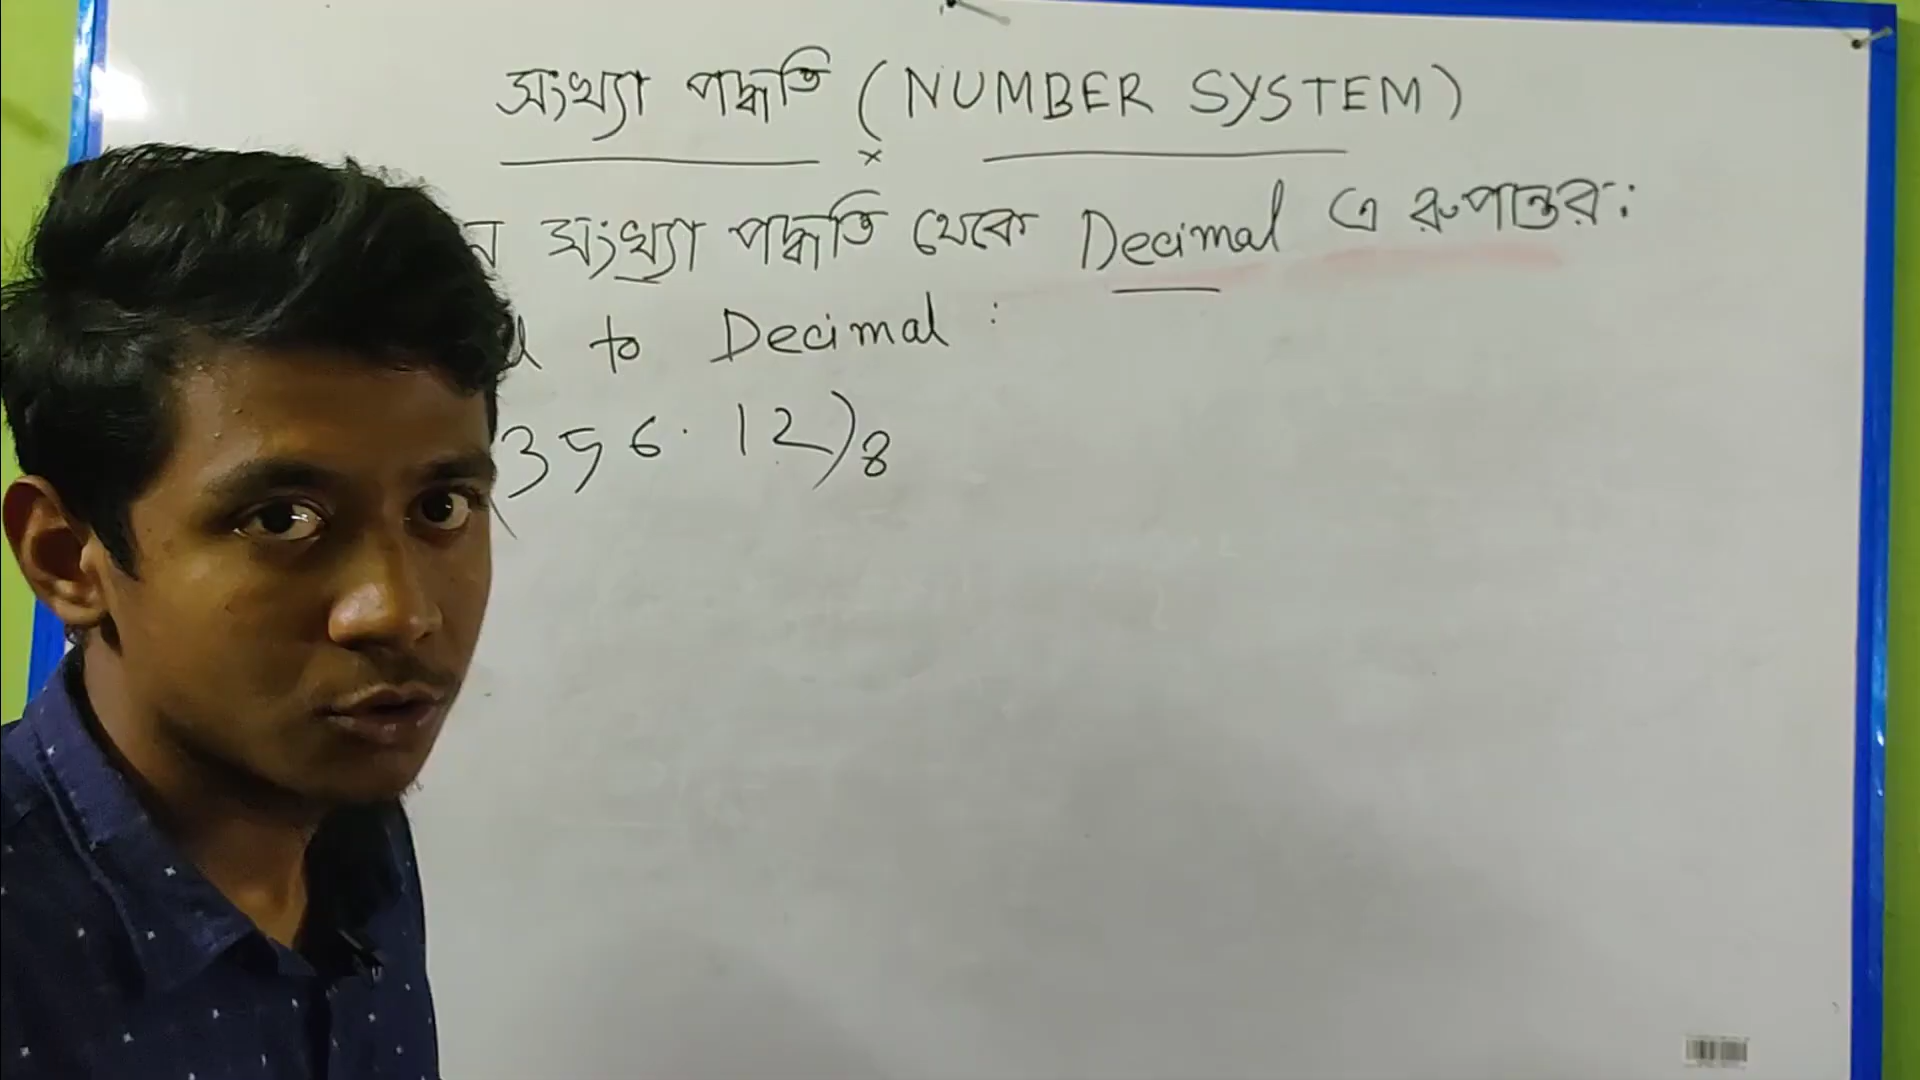 সংখ্যা পদ্ধতি (NUMBER SYSTEM)
সংখ্যা পদ্ধতি থেকে Decimal এ রুপান্তর:
to Decimal :
(356.12)8